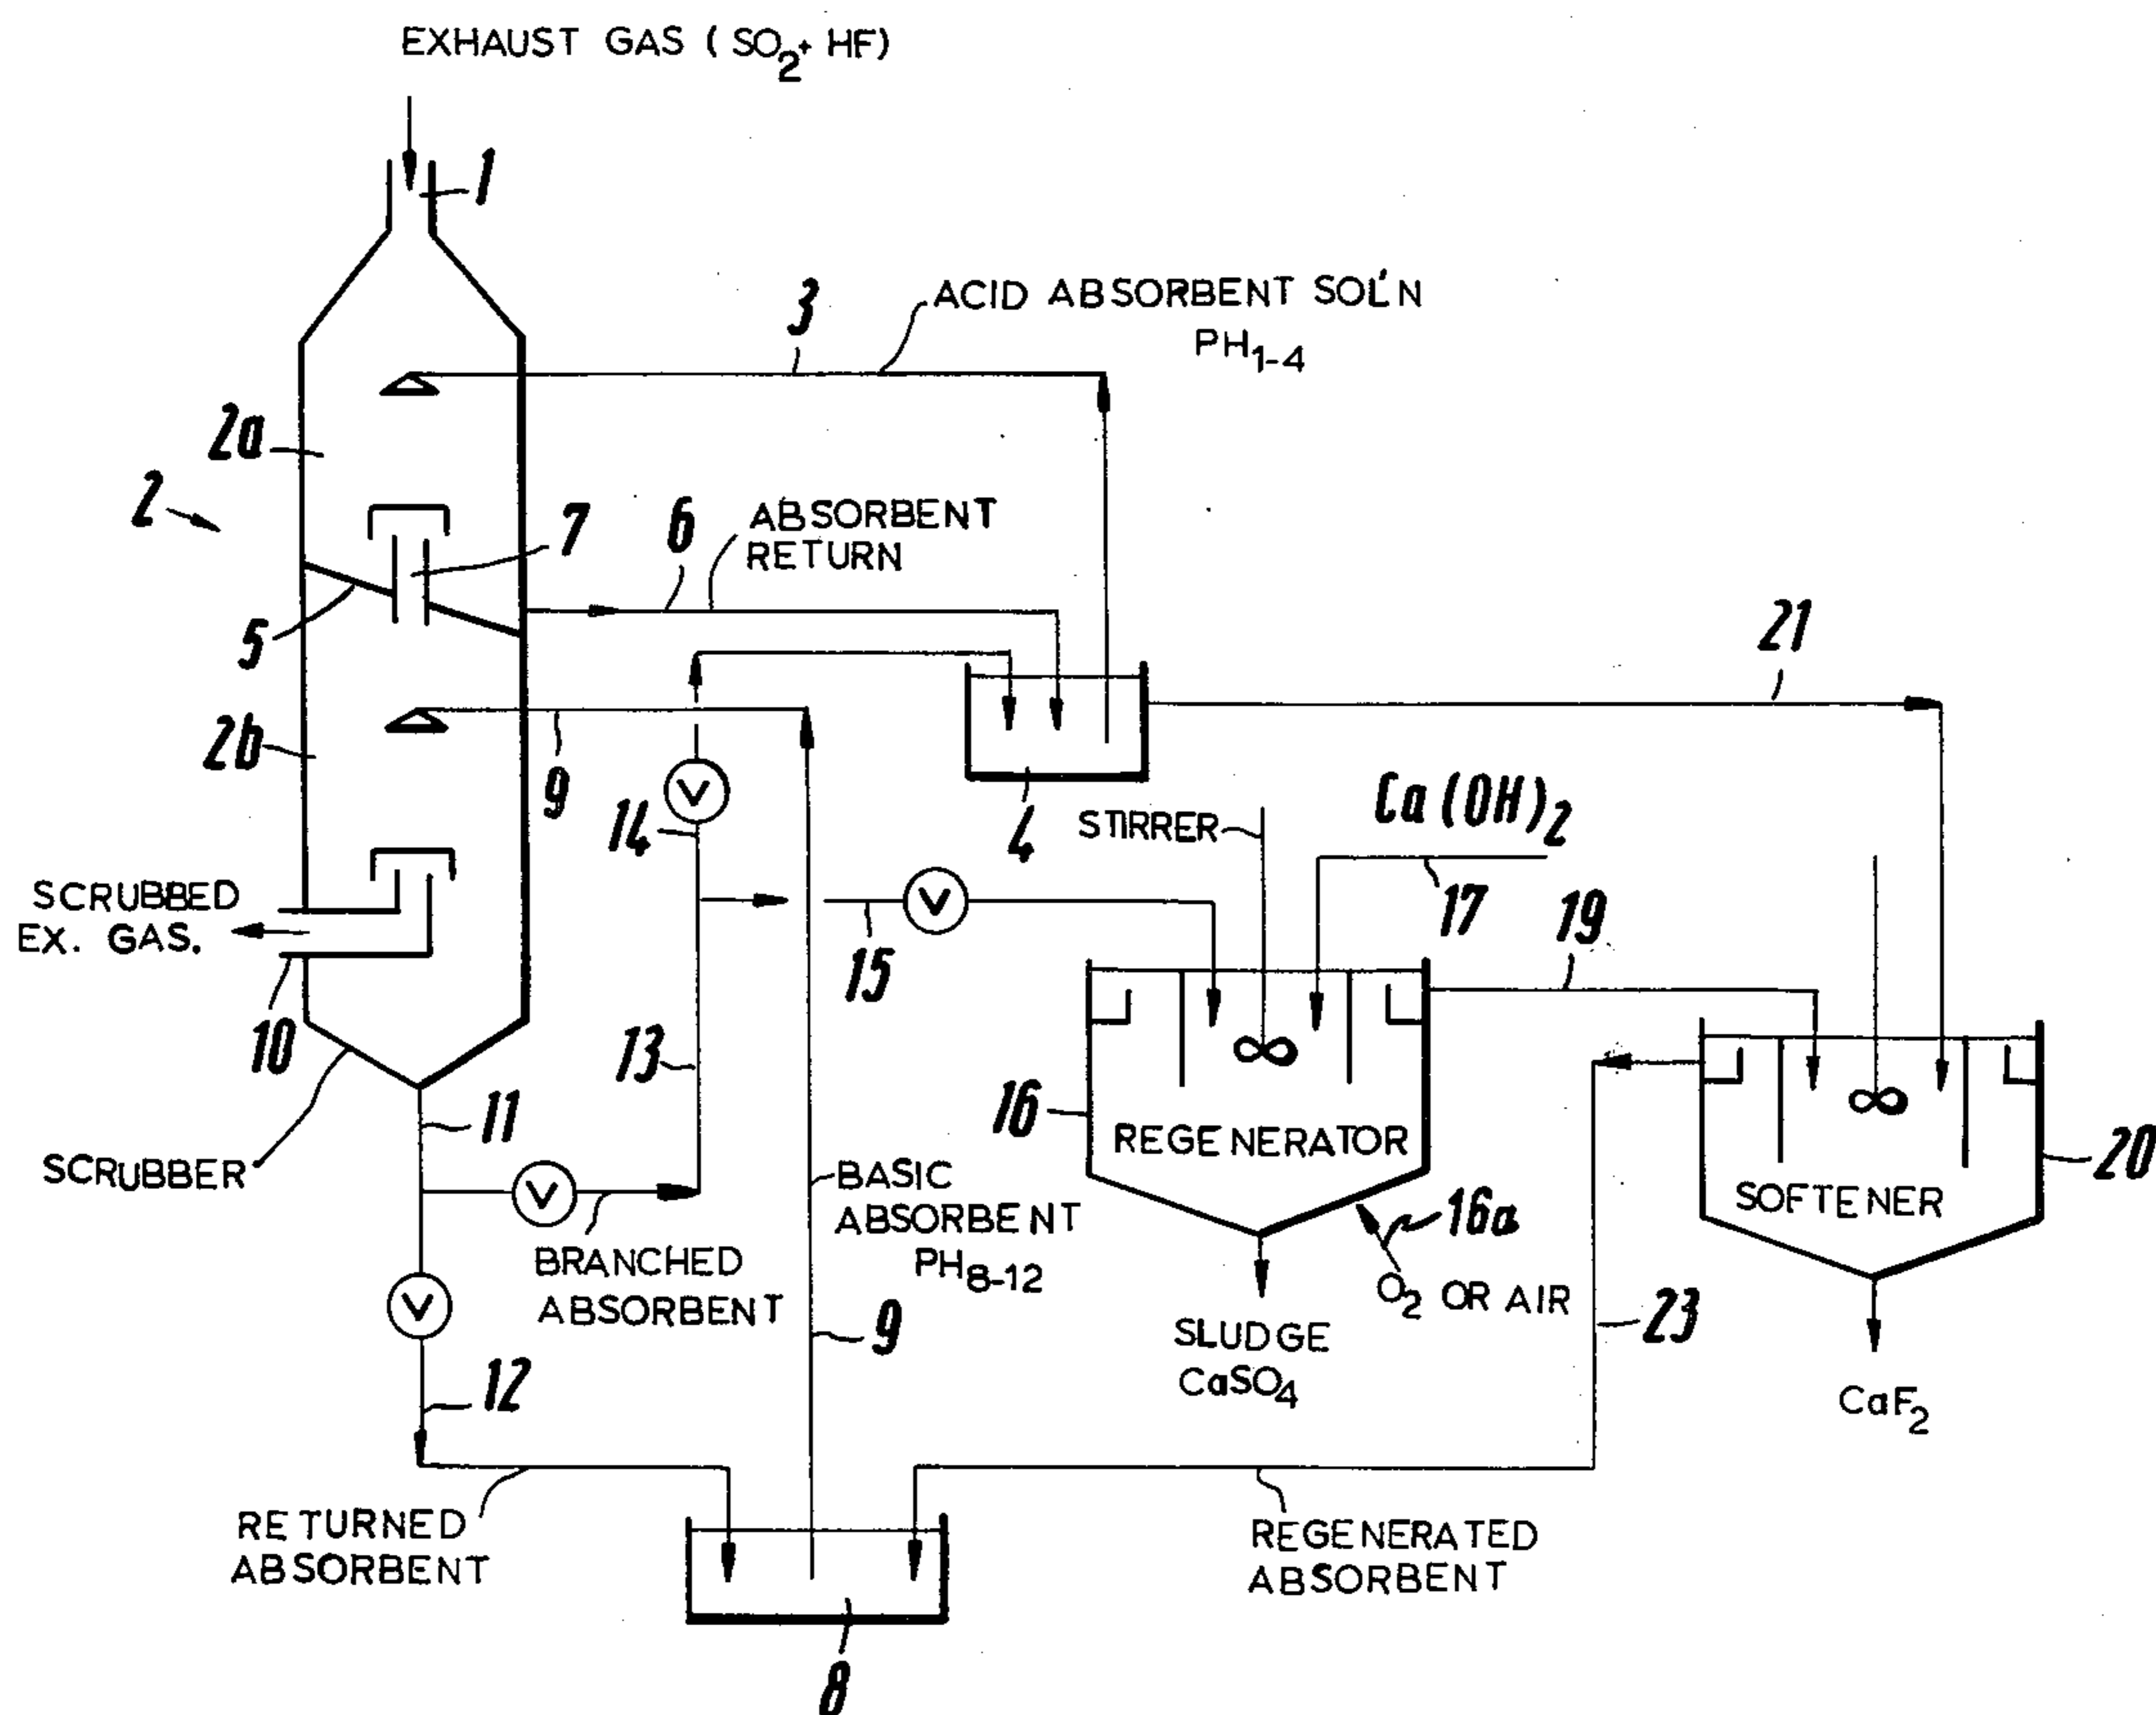 EXHAUST GAS (SO2+ HF)
1
3
ACID ABSORBENT SOL'N
PH1-4
2a
2
7
6
ABSORBENT
RETURN
5
21
2b
9
14
4
STIRRER
Ca(OH)2
V
SCRUBBED
EX. GAS.
V
15
17
19
10
13
11
16
REGENERATOR
20
SCRUBBER
V
BASIC
ABSORBENT
PH8-12
SOFTENER
16a
BRANCHED
ABSORBENT
O2 OR AIR
V
9
SLUDGE
CaSO4
23
12
CaF2
RETURNED
ABSORBENT
REGENERATED
ABSORBENT
8